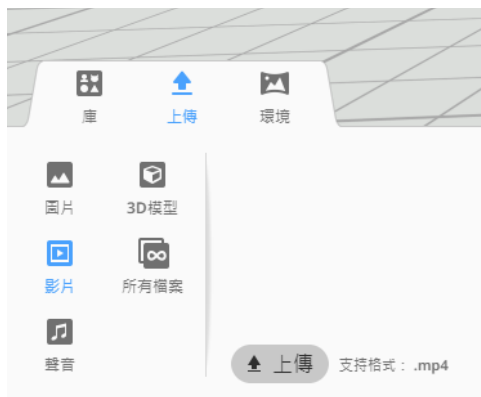 庫 上傳 環境
圖片 3D模型
影片 所有檔案
聲音
上傳 支持格式： .mp4